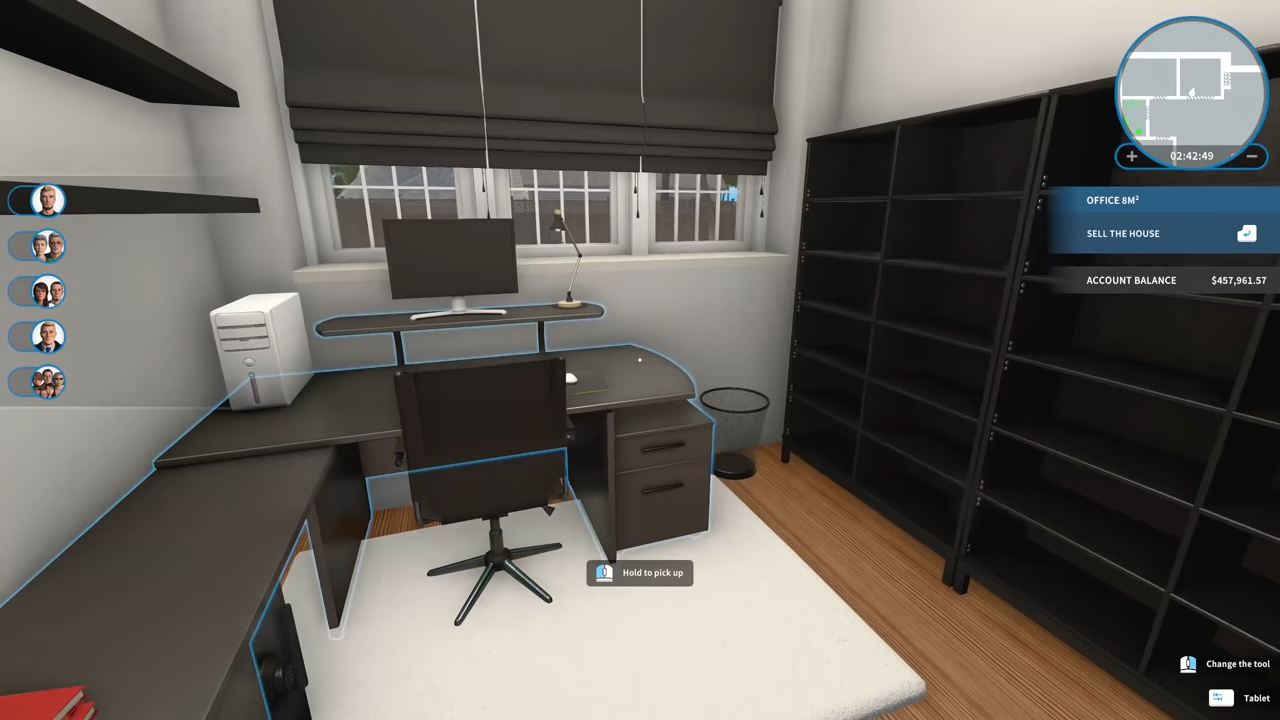 02:42:49
OFFICE 8M²
SELL THE HOUSE
ACCOUNT BALANCE $457,961.57
Hold to pick up
Change the tool
Tablet